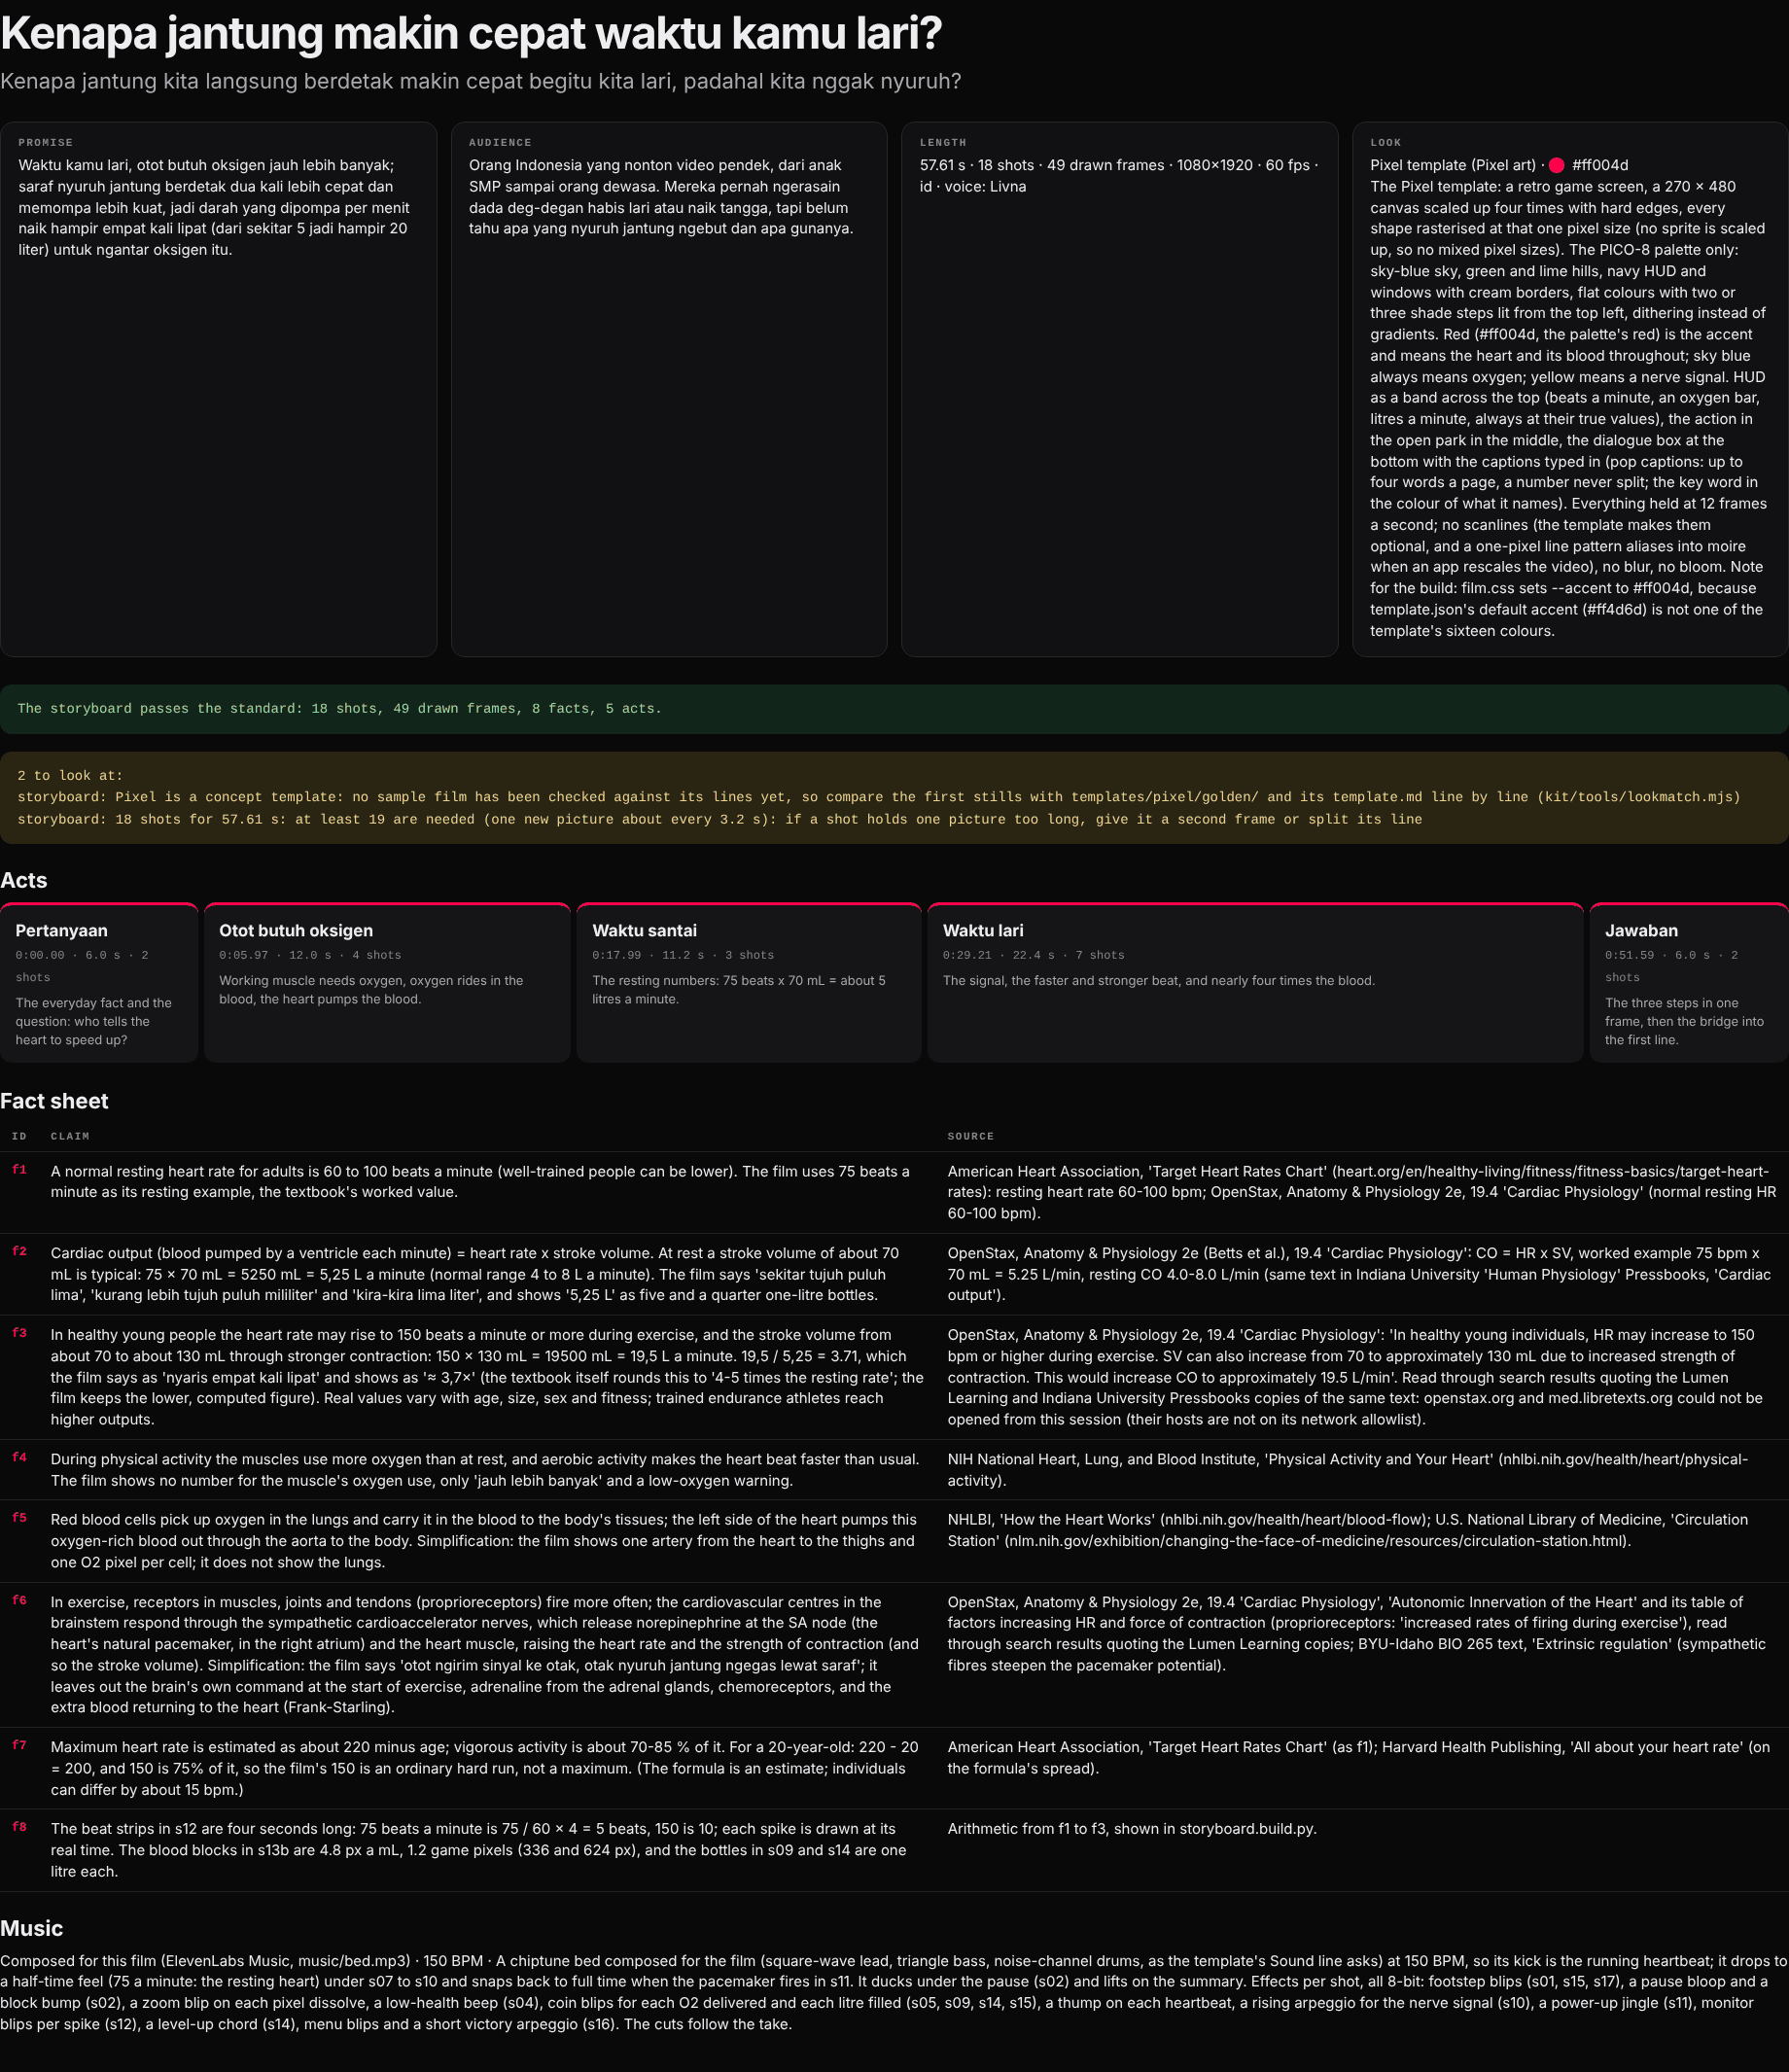 Kenapa jantung makin cepat waktu kamu lari?
Kenapa jantung kita langsung berdetak makin cepat begitu kita lari, padahal kita nggak nyuruh?
PROMISE
Waktu kamu lari, otot butuh oksigen jauh lebih banyak;
saraf nyuruh jantung berdetak dua kali lebih cepat dan
memompa lebih kuat, jadi darah yang dipompa per menit
naik hampir empat kali lipat (dari sekitar 5 jadi hampir 20
liter) untuk ngantar oksigen itu.
AUDIENCE
Orang Indonesia yang nonton video pendek, dari anak
SMP sampai orang dewasa. Mereka pernah ngerasain
dada deg-degan habis lari atau naik tangga, tapi belum
tahu apa yang nyuruh jantung ngebut dan apa gunanya.
LENGTH
57.61 s · 18 shots · 49 drawn frames · 1080×1920 · 60 fps ·
id · voice: Livna
LOOK
Pixel template (Pixel art) · #ff004d
The Pixel template: a retro game screen, a 270 × 480
canvas scaled up four times with hard edges, every
shape rasterised at that one pixel size (no sprite is scaled
up, so no mixed pixel sizes). The PICO-8 palette only:
sky-blue sky, green and lime hills, navy HUD and
windows with cream borders, flat colours with two or
three shade steps lit from the top left, dithering instead of
gradients. Red (#ff004d, the palette's red) is the accent
and means the heart and its blood throughout; sky blue
always means oxygen; yellow means a nerve signal. HUD
as a band across the top (beats a minute, an oxygen bar,
litres a minute, always at their true values), the action in
the open park in the middle, the dialogue box at the
bottom with the captions typed in (pop captions: up to
four words a page, a number never split; the key word in
the colour of what it names). Everything held at 12 frames
a second; no scanlines (the template makes them
optional, and a one-pixel line pattern aliases into moire
when an app rescales the video), no blur, no bloom. Note
for the build: film.css sets --accent to #ff004d, because
template.json's default accent (#ff4d6d) is not one of the
template's sixteen colours.
The storyboard passes the standard: 18 shots, 49 drawn frames, 8 facts, 5 acts.
2 to look at:
storyboard: Pixel is a concept template: no sample film has been checked against its lines yet, so compare the first stills with templates/pixel/golden/ and its template.md line by line (kit/tools/lookmatch.mjs)
storyboard: 18 shots for 57.61 s: at least 19 are needed (one new picture about every 3.2 s): if a shot holds one picture too long, give it a second frame or split its line
Acts
Pertanyaan
0:00.00 · 6.0 s · 2
shots
The everyday fact and the
question: who tells the
heart to speed up?
Otot butuh oksigen
0:05.97 · 12.0 s · 4 shots
Working muscle needs oxygen, oxygen rides in the
blood, the heart pumps the blood.
Waktu santai
0:17.99 · 11.2 s · 3 shots
The resting numbers: 75 beats x 70 mL = about 5
litres a minute.
Waktu lari
0:29.21 · 22.4 s · 7 shots
The signal, the faster and stronger beat, and nearly four times the blood.
Jawaban
0:51.59 · 6.0 s · 2
shots
The three steps in one
frame, then the bridge into
the first line.
Fact sheet
ID CLAIM SOURCE
f1 A normal resting heart rate for adults is 60 to 100 beats a minute (well-trained people can be lower). The film uses 75 beats a
minute as its resting example, the textbook's worked value.
American Heart Association, 'Target Heart Rates Chart' (heart.org/en/healthy-living/fitness/fitness-basics/target-heart-
rates): resting heart rate 60-100 bpm; OpenStax, Anatomy & Physiology 2e, 19.4 'Cardiac Physiology' (normal resting HR
60-100 bpm).
f2 Cardiac output (blood pumped by a ventricle each minute) = heart rate x stroke volume. At rest a stroke volume of about 70
mL is typical: 75 × 70 mL = 5250 mL = 5,25 L a minute (normal range 4 to 8 L a minute). The film says 'sekitar tujuh puluh
lima', 'kurang lebih tujuh puluh mililiter' and 'kira-kira lima liter', and shows '5,25 L' as five and a quarter one-litre bottles.
OpenStax, Anatomy & Physiology 2e (Betts et al.), 19.4 'Cardiac Physiology': CO = HR x SV, worked example 75 bpm x
70 mL = 5.25 L/min, resting CO 4.0-8.0 L/min (same text in Indiana University 'Human Physiology' Pressbooks, 'Cardiac
output').
f3 In healthy young people the heart rate may rise to 150 beats a minute or more during exercise, and the stroke volume from
about 70 to about 130 mL through stronger contraction: 150 × 130 mL = 19500 mL = 19,5 L a minute. 19,5 / 5,25 = 3.71, which
the film says as 'nyaris empat kali lipat' and shows as '≈ 3,7×' (the textbook itself rounds this to '4-5 times the resting rate'; the
film keeps the lower, computed figure). Real values vary with age, size, sex and fitness; trained endurance athletes reach
higher outputs.
OpenStax, Anatomy & Physiology 2e, 19.4 'Cardiac Physiology': 'In healthy young individuals, HR may increase to 150
bpm or higher during exercise. SV can also increase from 70 to approximately 130 mL due to increased strength of
contraction. This would increase CO to approximately 19.5 L/min'. Read through search results quoting the Lumen
Learning and Indiana University Pressbooks copies of the same text: openstax.org and med.libretexts.org could not be
opened from this session (their hosts are not on its network allowlist).
f4 During physical activity the muscles use more oxygen than at rest, and aerobic activity makes the heart beat faster than usual.
The film shows no number for the muscle's oxygen use, only 'jauh lebih banyak' and a low-oxygen warning.
NIH National Heart, Lung, and Blood Institute, 'Physical Activity and Your Heart' (nhlbi.nih.gov/health/heart/physical-
activity).
f5 Red blood cells pick up oxygen in the lungs and carry it in the blood to the body's tissues; the left side of the heart pumps this
oxygen-rich blood out through the aorta to the body. Simplification: the film shows one artery from the heart to the thighs and
one O2 pixel per cell; it does not show the lungs.
NHLBI, 'How the Heart Works' (nhlbi.nih.gov/health/heart/blood-flow); U.S. National Library of Medicine, 'Circulation
Station' (nlm.nih.gov/exhibition/changing-the-face-of-medicine/resources/circulation-station.html).
f6 In exercise, receptors in muscles, joints and tendons (proprioreceptors) fire more often; the cardiovascular centres in the
brainstem respond through the sympathetic cardioaccelerator nerves, which release norepinephrine at the SA node (the
heart's natural pacemaker, in the right atrium) and the heart muscle, raising the heart rate and the strength of contraction (and
so the stroke volume). Simplification: the film says 'otot ngirim sinyal ke otak, otak nyuruh jantung ngegas lewat saraf'; it
leaves out the brain's own command at the start of exercise, adrenaline from the adrenal glands, chemoreceptors, and the
extra blood returning to the heart (Frank-Starling).
OpenStax, Anatomy & Physiology 2e, 19.4 'Cardiac Physiology', 'Autonomic Innervation of the Heart' and its table of
factors increasing HR and force of contraction (proprioreceptors: 'increased rates of firing during exercise'), read
through search results quoting the Lumen Learning copies; BYU-Idaho BIO 265 text, 'Extrinsic regulation' (sympathetic
fibres steepen the pacemaker potential).
f7 Maximum heart rate is estimated as about 220 minus age; vigorous activity is about 70-85 % of it. For a 20-year-old: 220 - 20
= 200, and 150 is 75% of it, so the film's 150 is an ordinary hard run, not a maximum. (The formula is an estimate; individuals
can differ by about 15 bpm.)
American Heart Association, 'Target Heart Rates Chart' (as f1); Harvard Health Publishing, 'All about your heart rate' (on
the formula's spread).
f8 The beat strips in s12 are four seconds long: 75 beats a minute is 75 / 60 × 4 = 5 beats, 150 is 10; each spike is drawn at its
real time. The blood blocks in s13b are 4.8 px a mL, 1.2 game pixels (336 and 624 px), and the bottles in s09 and s14 are one
litre each.
Arithmetic from f1 to f3, shown in storyboard.build.py.
Music
Composed for this film (ElevenLabs Music, music/bed.mp3) · 150 BPM · A chiptune bed composed for the film (square-wave lead, triangle bass, noise-channel drums, as the template's Sound line asks) at 150 BPM, so its kick is the running heartbeat; it drops to
a half-time feel (75 a minute: the resting heart) under s07 to s10 and snaps back to full time when the pacemaker fires in s11. It ducks under the pause (s02) and lifts on the summary. Effects per shot, all 8-bit: footstep blips (s01, s15, s17), a pause bloop and a
block bump (s02), a zoom blip on each pixel dissolve, a low-health beep (s04), coin blips for each O2 delivered and each litre filled (s05, s09, s14, s15), a thump on each heartbeat, a rising arpeggio for the nerve signal (s10), a power-up jingle (s11), monitor
blips per spike (s12), a level-up chord (s14), menu blips and a short victory arpeggio (s16). The cuts follow the take.